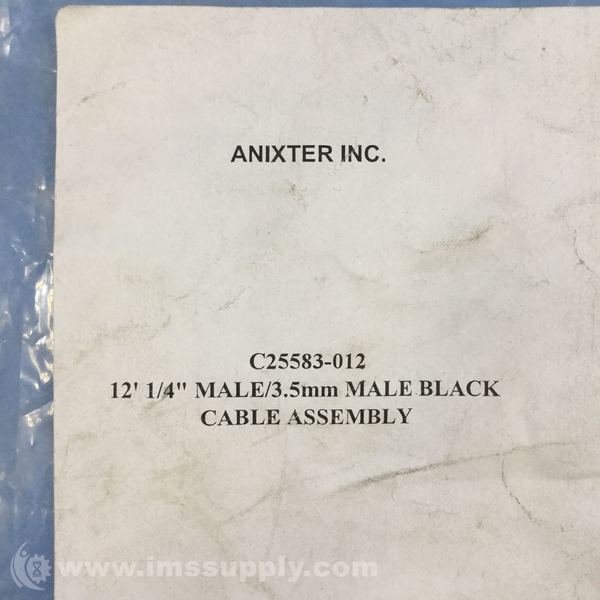 ANIXTER INC.
C25583-012
12' 1/4" MALE/3.5mm MALE BLACK
CABLE ASSEMBLY
www.imssupply.com